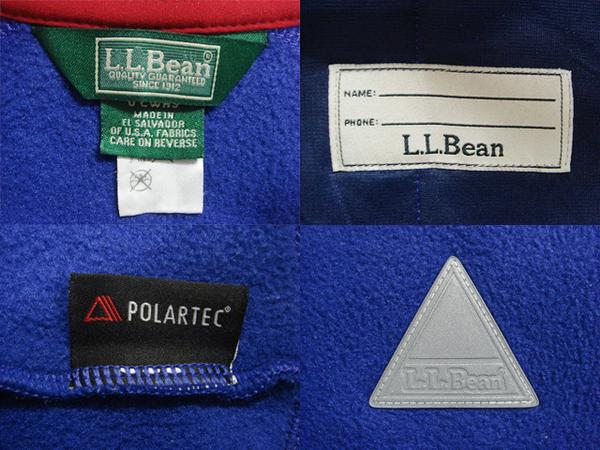 L.L.Bean®
QUALITY GUARANTEED
SINCE 1912
MADE IN
EL SALVADOR
OF U.S.A. FABRICS
CARE ON REVERSE
NAME:
PHONE:
L.L.Bean
POLARTEC®
L.L.Bean